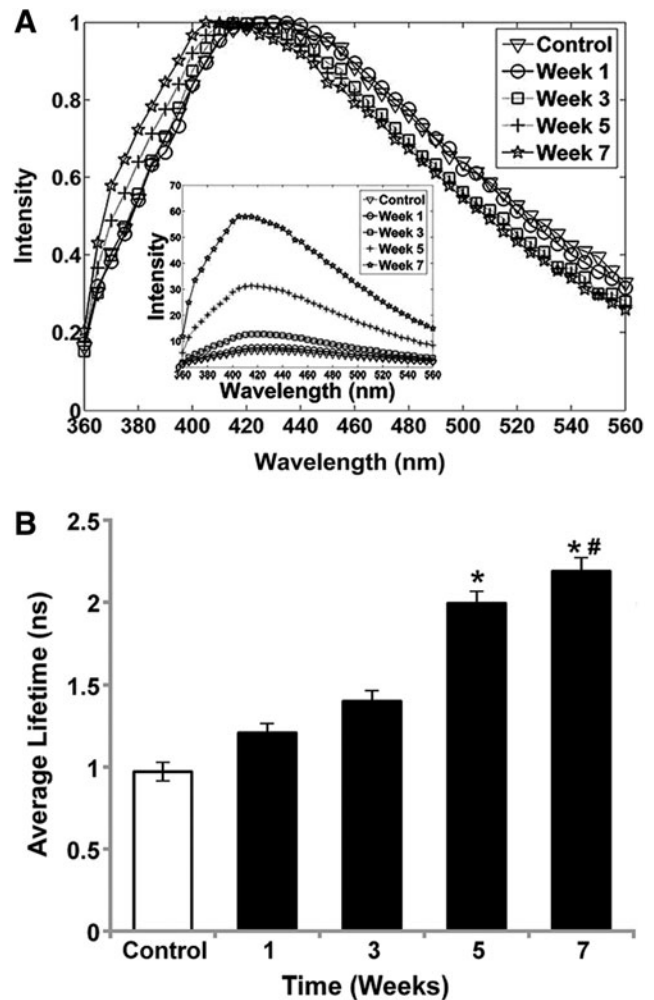 A
1
0.8
0.6
0.4
0.2
0
Intensity
360 380 400 420 440 460 480 500 520 540 560
Wavelength (nm)
Control
Week 1
Week 3
Week 5
Week 7
70
60
50
40
30
20
10
Intensity
360 380 400 420 440 460 480 500 520 540 560
Wavelength (nm)
Control
Week 1
Week 3
Week 5
Week 7
B
2.5
2
1.5
1
0.5
0
Average Lifetime (ns)
*
* #
Control 1 3 5 7
Time (Weeks)